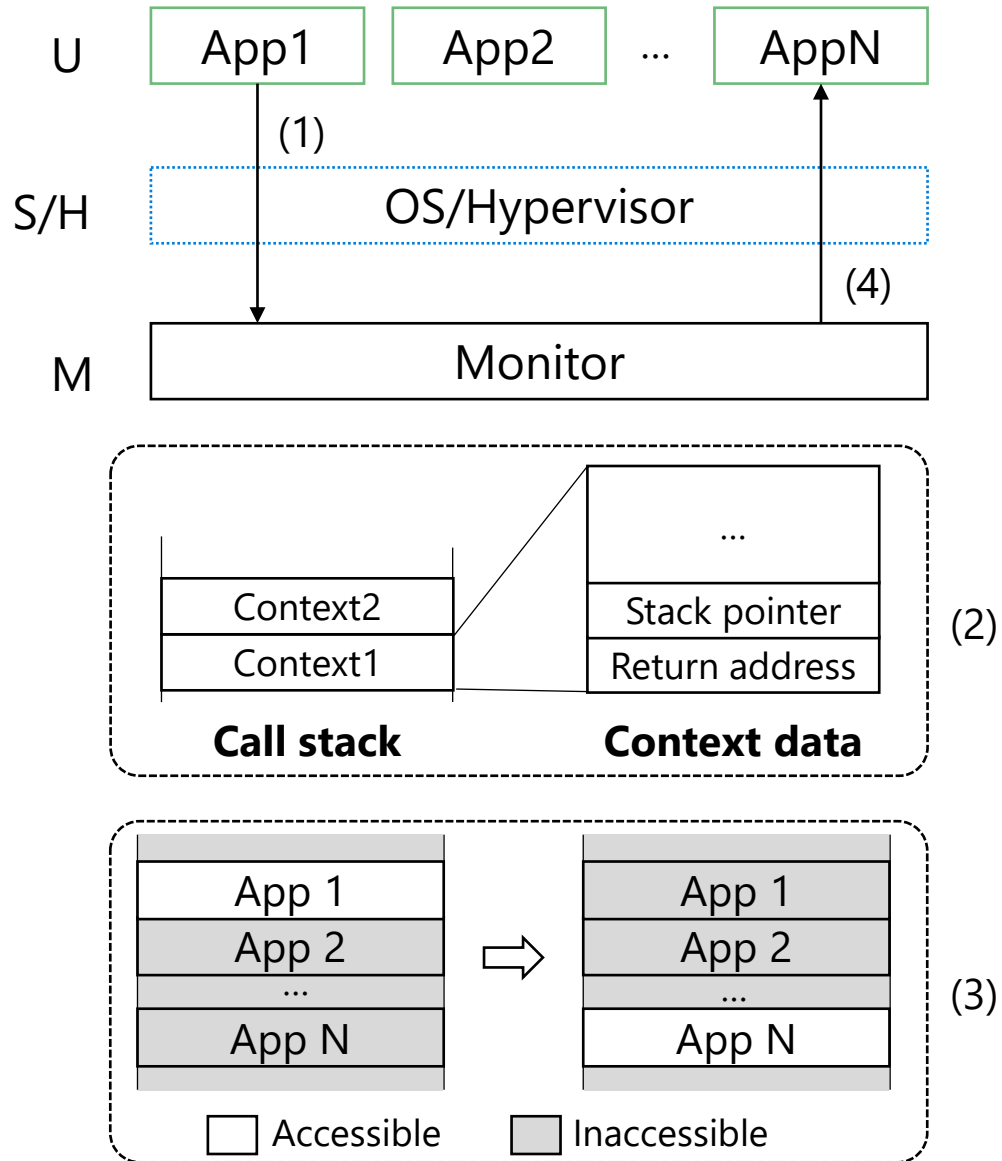 U App1 App2 ... AppN
(1)
S/H OS/Hypervisor
(4)
M Monitor
...
Context2 Stack pointer (2)
Context1 Return address
Call stack Context data
App 1 App 1
App 2 App 2
... ... (3)
App N App N
Accessible Inaccessible